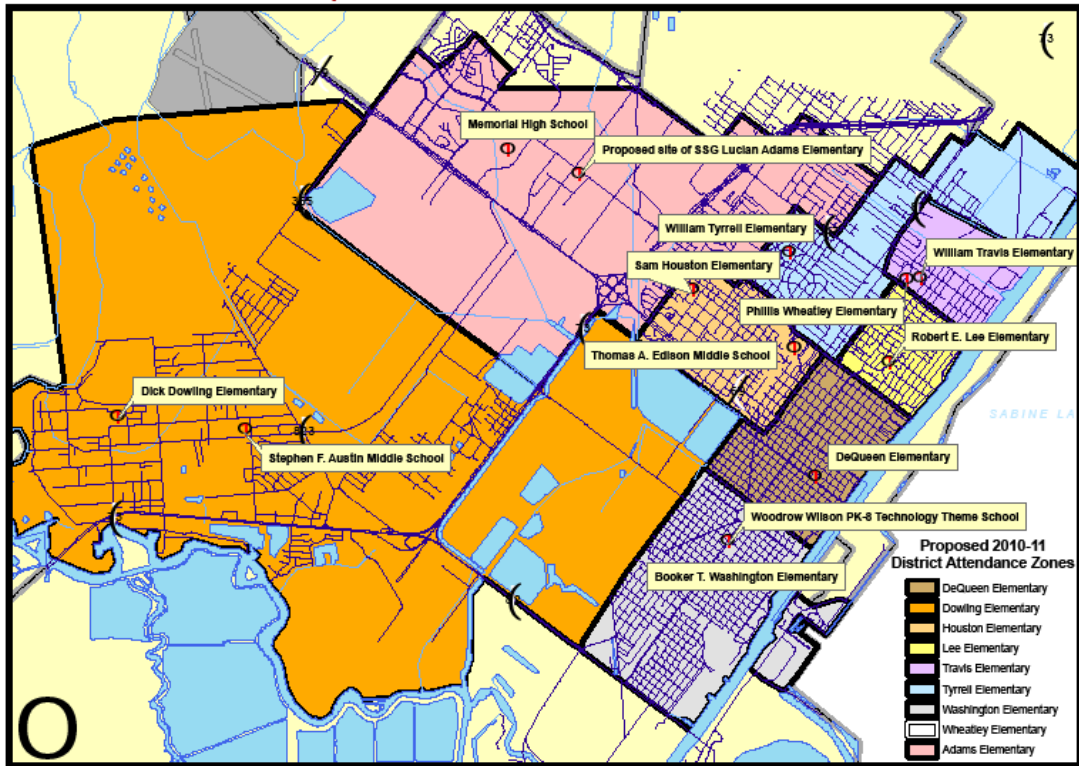 Memorial High School
Proposed site of SSG Lucian Adams Elementary
William Tyrrell Elementary
William Travis Elementary
Sam Houston Elementary
Phillis Wheatley Elementary
Robert E. Lee Elementary
Thomas A. Edison Middle School
Dick Dowling Elementary
SABINE LA
Stephen F. Austin Middle School
DeQueen Elementary
Woodrow Wilson PK-8 Technology Theme School
Booker T. Washington Elementary
Proposed 2010-11
District Attendance Zones
DeQueen Elementary
Dowling Elementary
Houston Elementary
Lee Elementary
Travis Elementary
Tyrrell Elementary
Washington Elementary
Wheatley Elementary
Adams Elementary
O